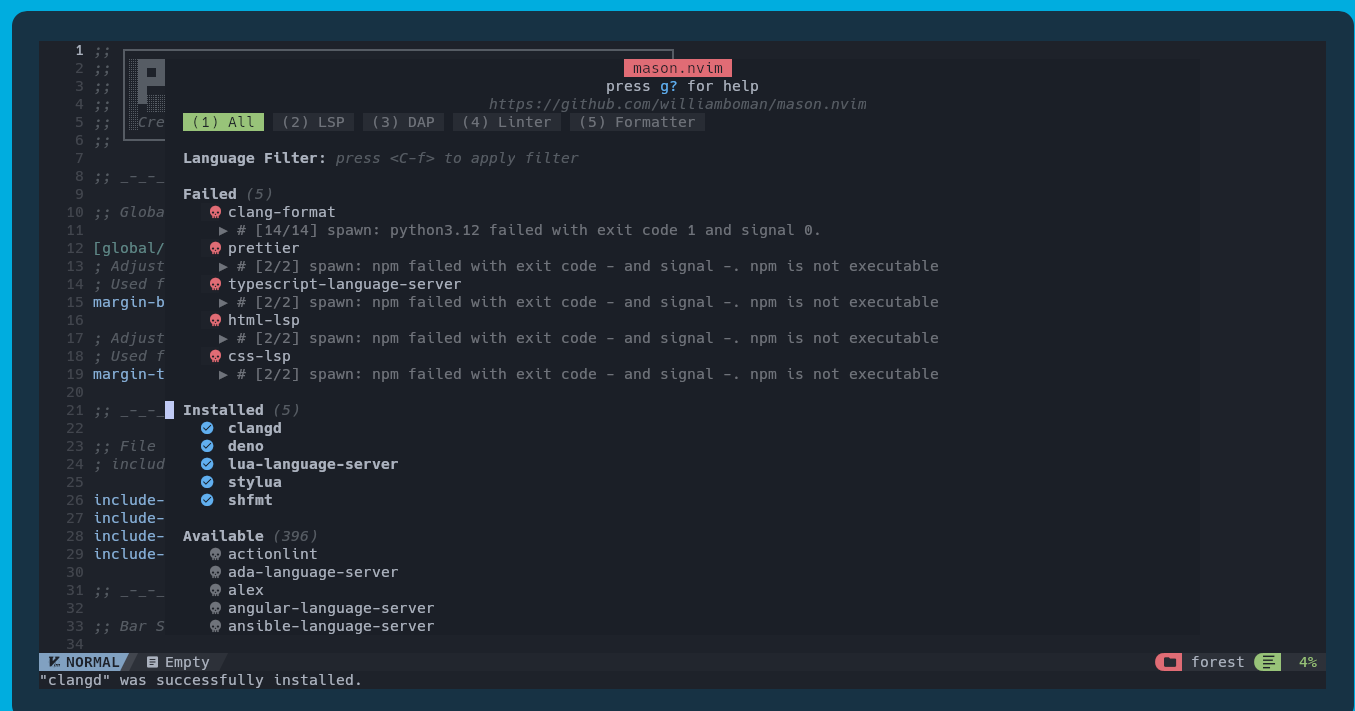 1 ;;
2 ;; mason.nvim
3 ;; press g? for help
4 ;; https://github.com/williamboman/mason.nvim
5 ;; Cre (1) All (2) LSP (3) DAP (4) Linter (5) Formatter
6 ;;
7 Language Filter: press <C-f> to apply filter
8 ;; _-_-_
9 Failed (5)
10 ;; Globa clang-format
11 ▶ # [14/14] spawn: python3.12 failed with exit code 1 and signal 0.
12 [global/ prettier
13 ; Adjust ▶ # [2/2] spawn: npm failed with exit code - and signal -. npm is not executable
14 ; Used f typescript-language-server
15 margin-b ▶ # [2/2] spawn: npm failed with exit code - and signal -. npm is not executable
16 html-lsp
17 ; Adjust ▶ # [2/2] spawn: npm failed with exit code - and signal -. npm is not executable
18 ; Used f css-lsp
19 margin-t ▶ # [2/2] spawn: npm failed with exit code - and signal -. npm is not executable
20
21 ;; _-_-_ Installed (5)
22 clangd
23 ;; File deno
24 ; includ lua-language-server
25 stylua
26 include- shfmt
27 include-
28 include- Available (396)
29 include- actionlint
30 ada-language-server
31 ;; _-_-_ alex
32 angular-language-server
33 ;; Bar S ansible-language-server
34
NORMAL Empty forest 4%
"clangd" was successfully installed.